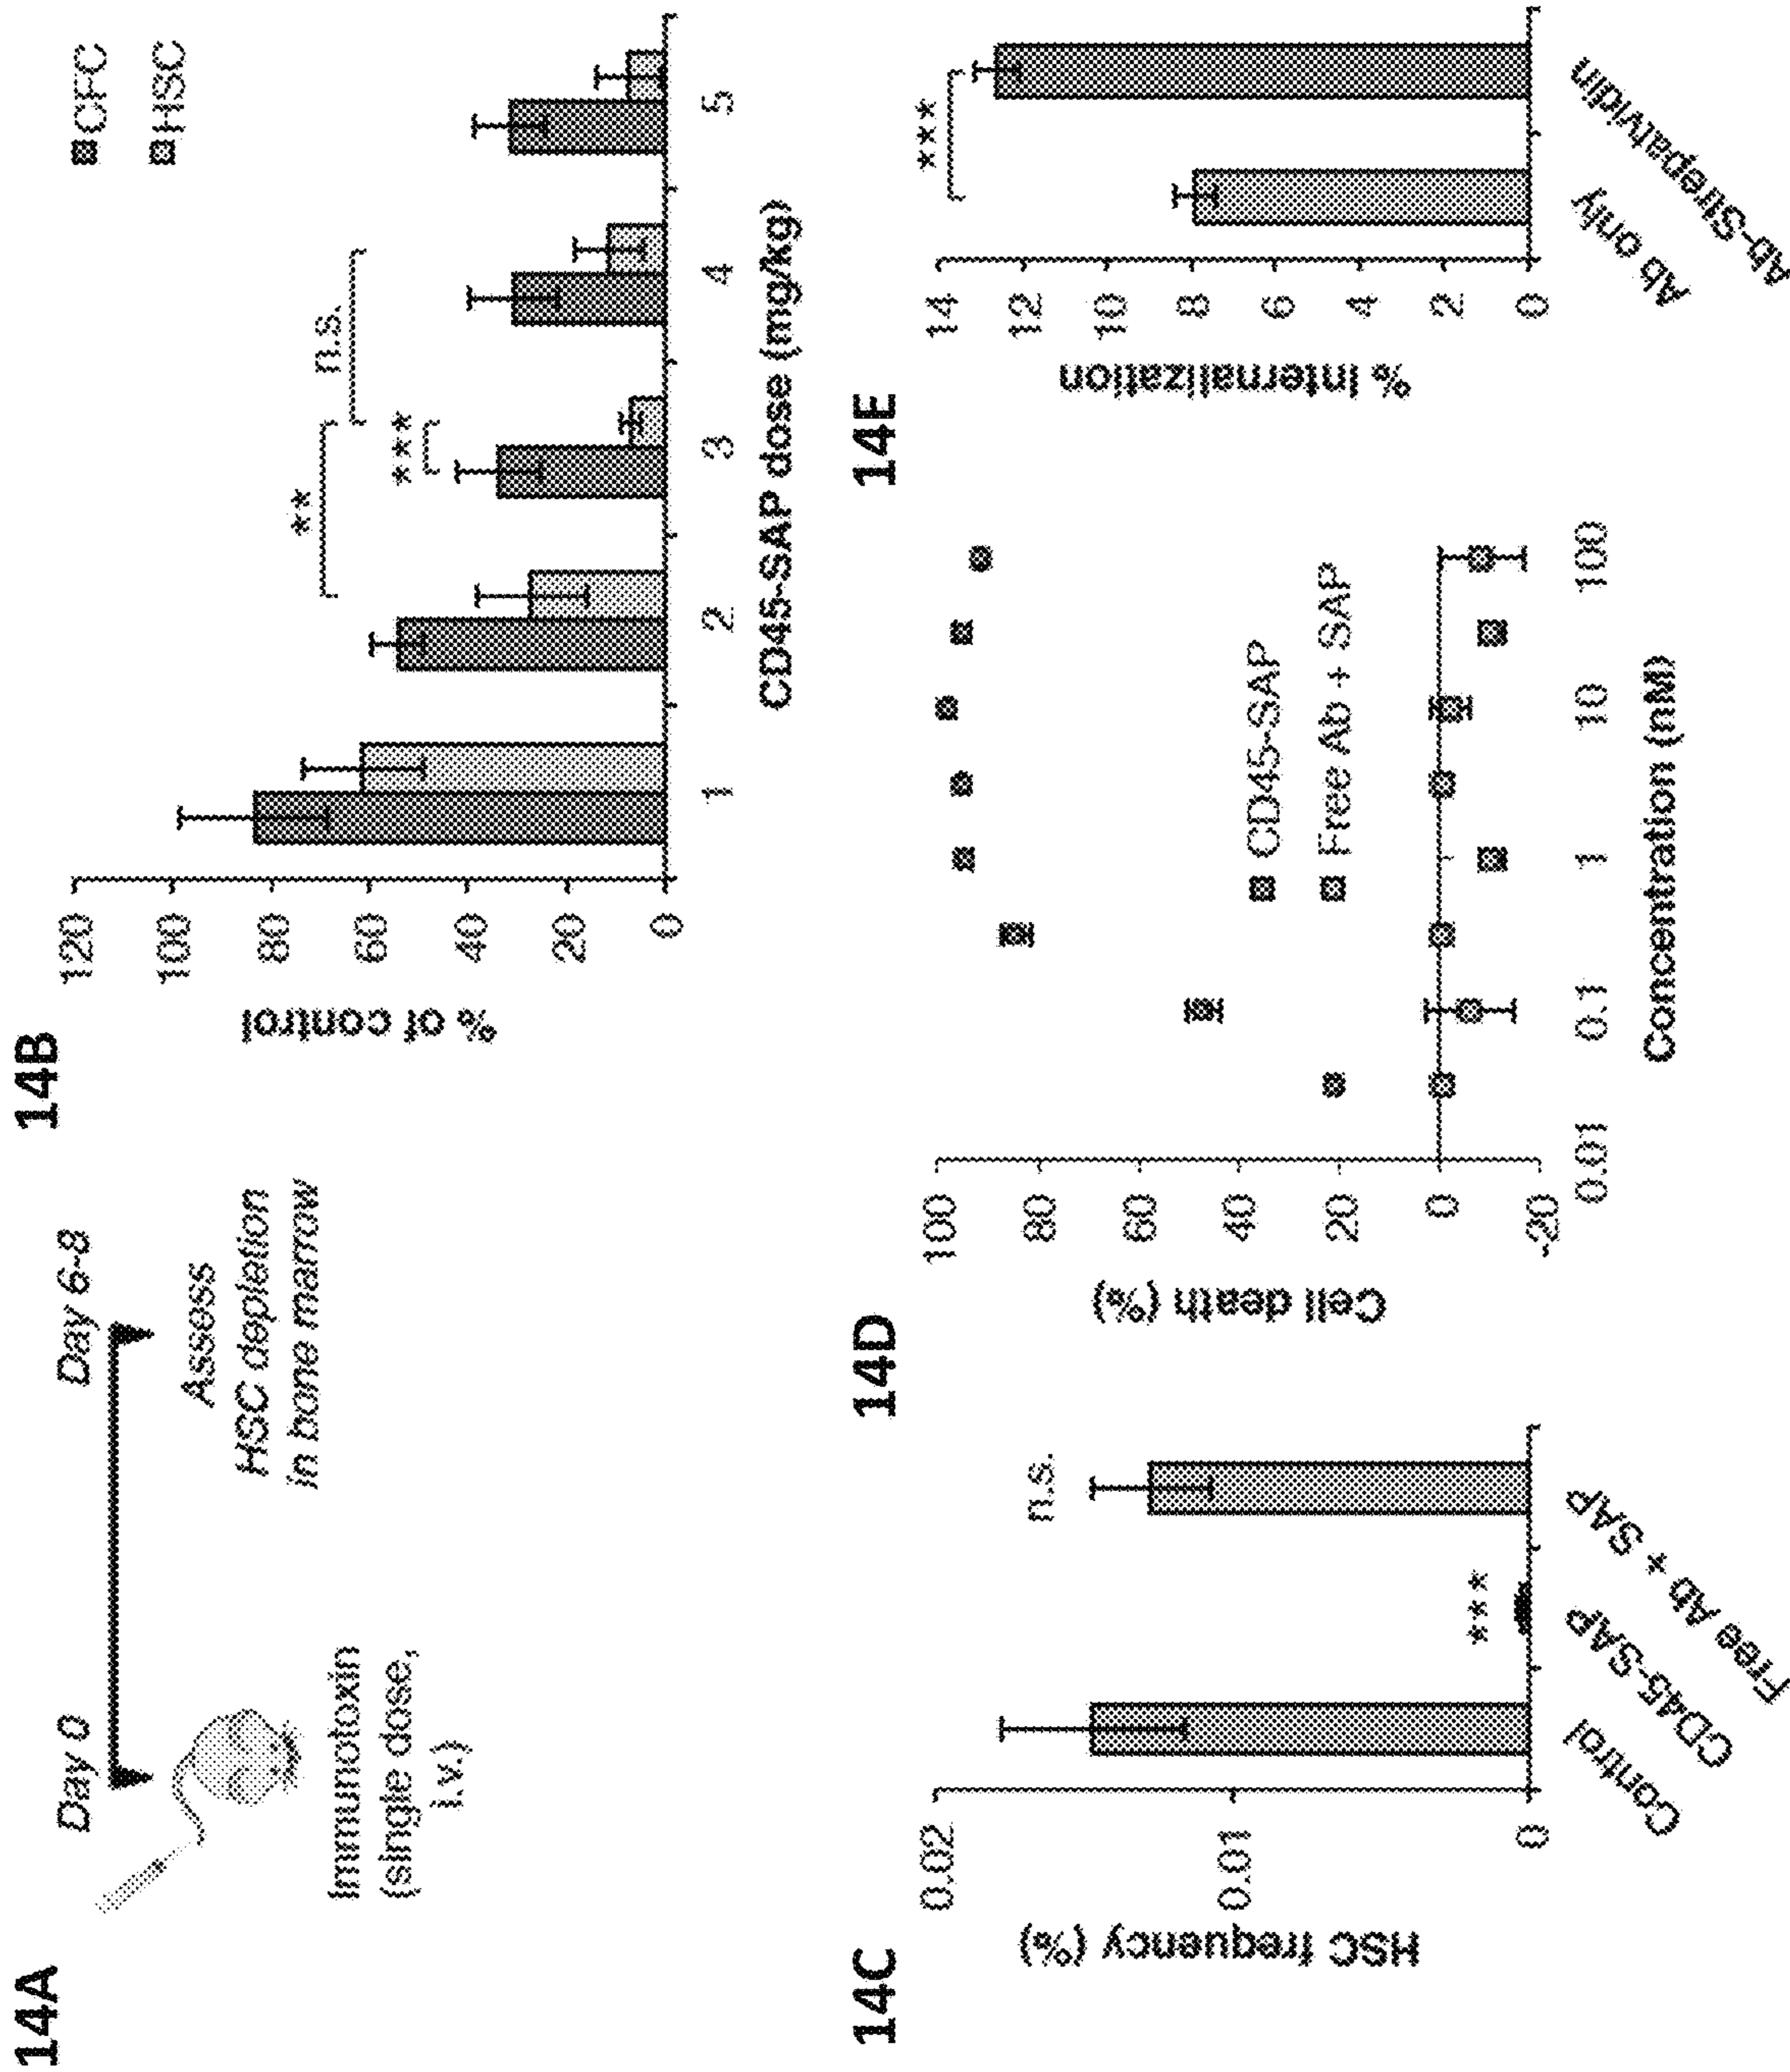 14A
Day 0
Day 6-8
Immunotoxin
(single dose,
i.v.)
Assess
HSC depletion
in bone marrow
14B
% of control
120
100
80
60
40
20
0
CFC
HSC
**
***
n.s.
1 2 3 4 5
CD45-SAP dose (mg/kg)
14C
HSC frequency (%)
0.02
0.01
0
***
n.s.
Control
CD45-SAP
Free Ab + SAP
14D
Cell death (%)
100
80
60
40
20
0
-20
CD45-SAP
Free Ab + SAP
0.01 0.1 1 10 100
Concentration (nM)
14E
% Internalization
14
12
10
8
6
4
2
0
***
Ab only
Ab-Strepatvidin